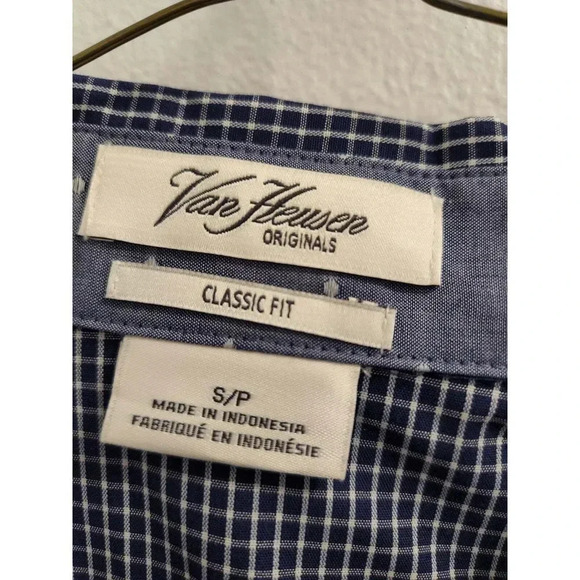 Van Heusen
ORIGINALS
CLASSIC FIT
S/P
MADE IN INDONESIA
FABRIQUÉ EN INDONÉSIE